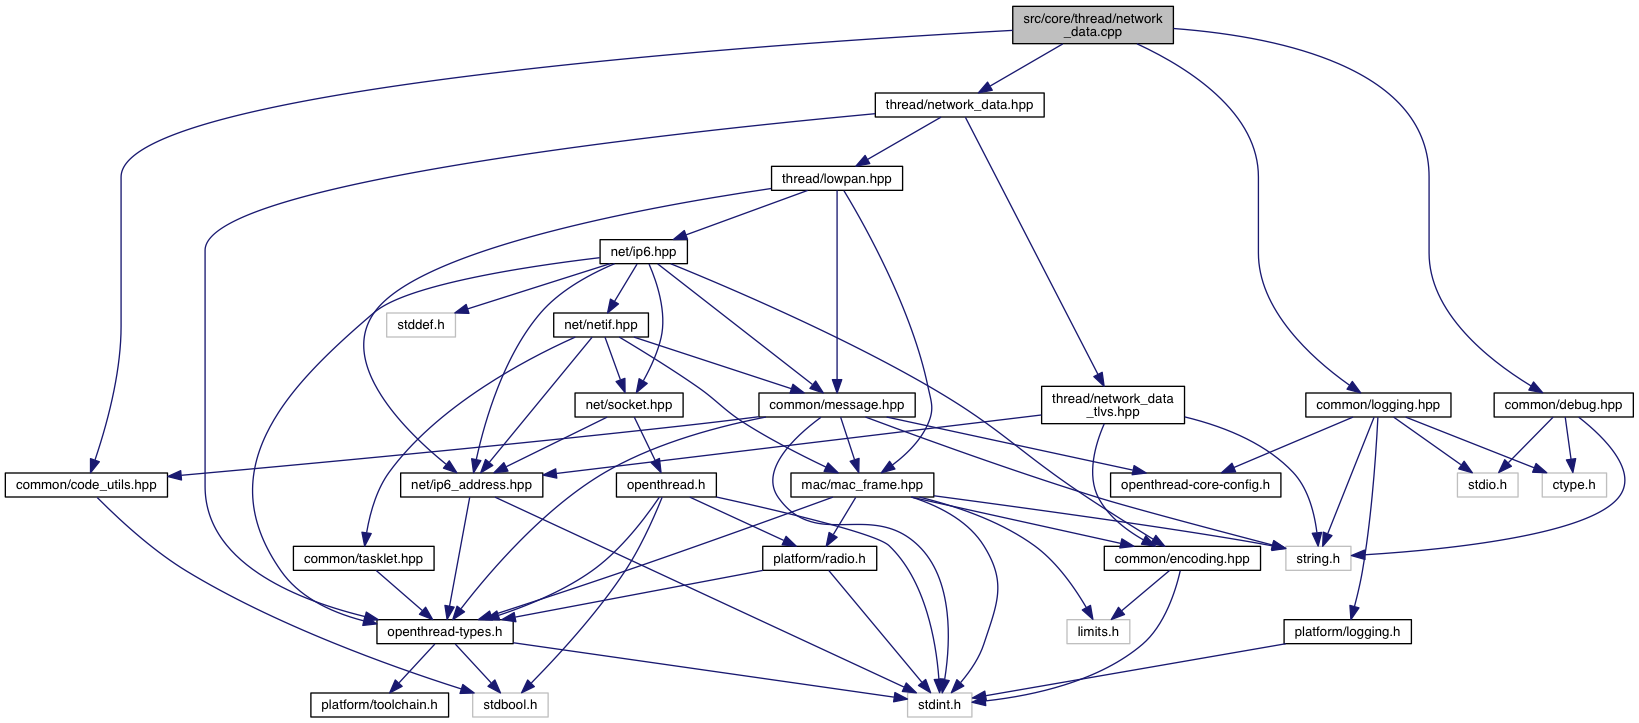 src/core/thread/network
_data.cpp
thread/network_data.hpp
thread/lowpan.hpp
net/ip6.hpp
stddef.h
net/netif.hpp
net/socket.hpp
common/message.hpp
thread/network_data
_tlvs.hpp
common/logging.hpp
common/debug.hpp
common/code_utils.hpp
net/ip6_address.hpp
openthread.h
mac/mac_frame.hpp
openthread-core-config.h
stdio.h
ctype.h
common/tasklet.hpp
platform/radio.h
common/encoding.hpp
string.h
openthread-types.h
limits.h
platform/logging.h
platform/toolchain.h
stdbool.h
stdint.h